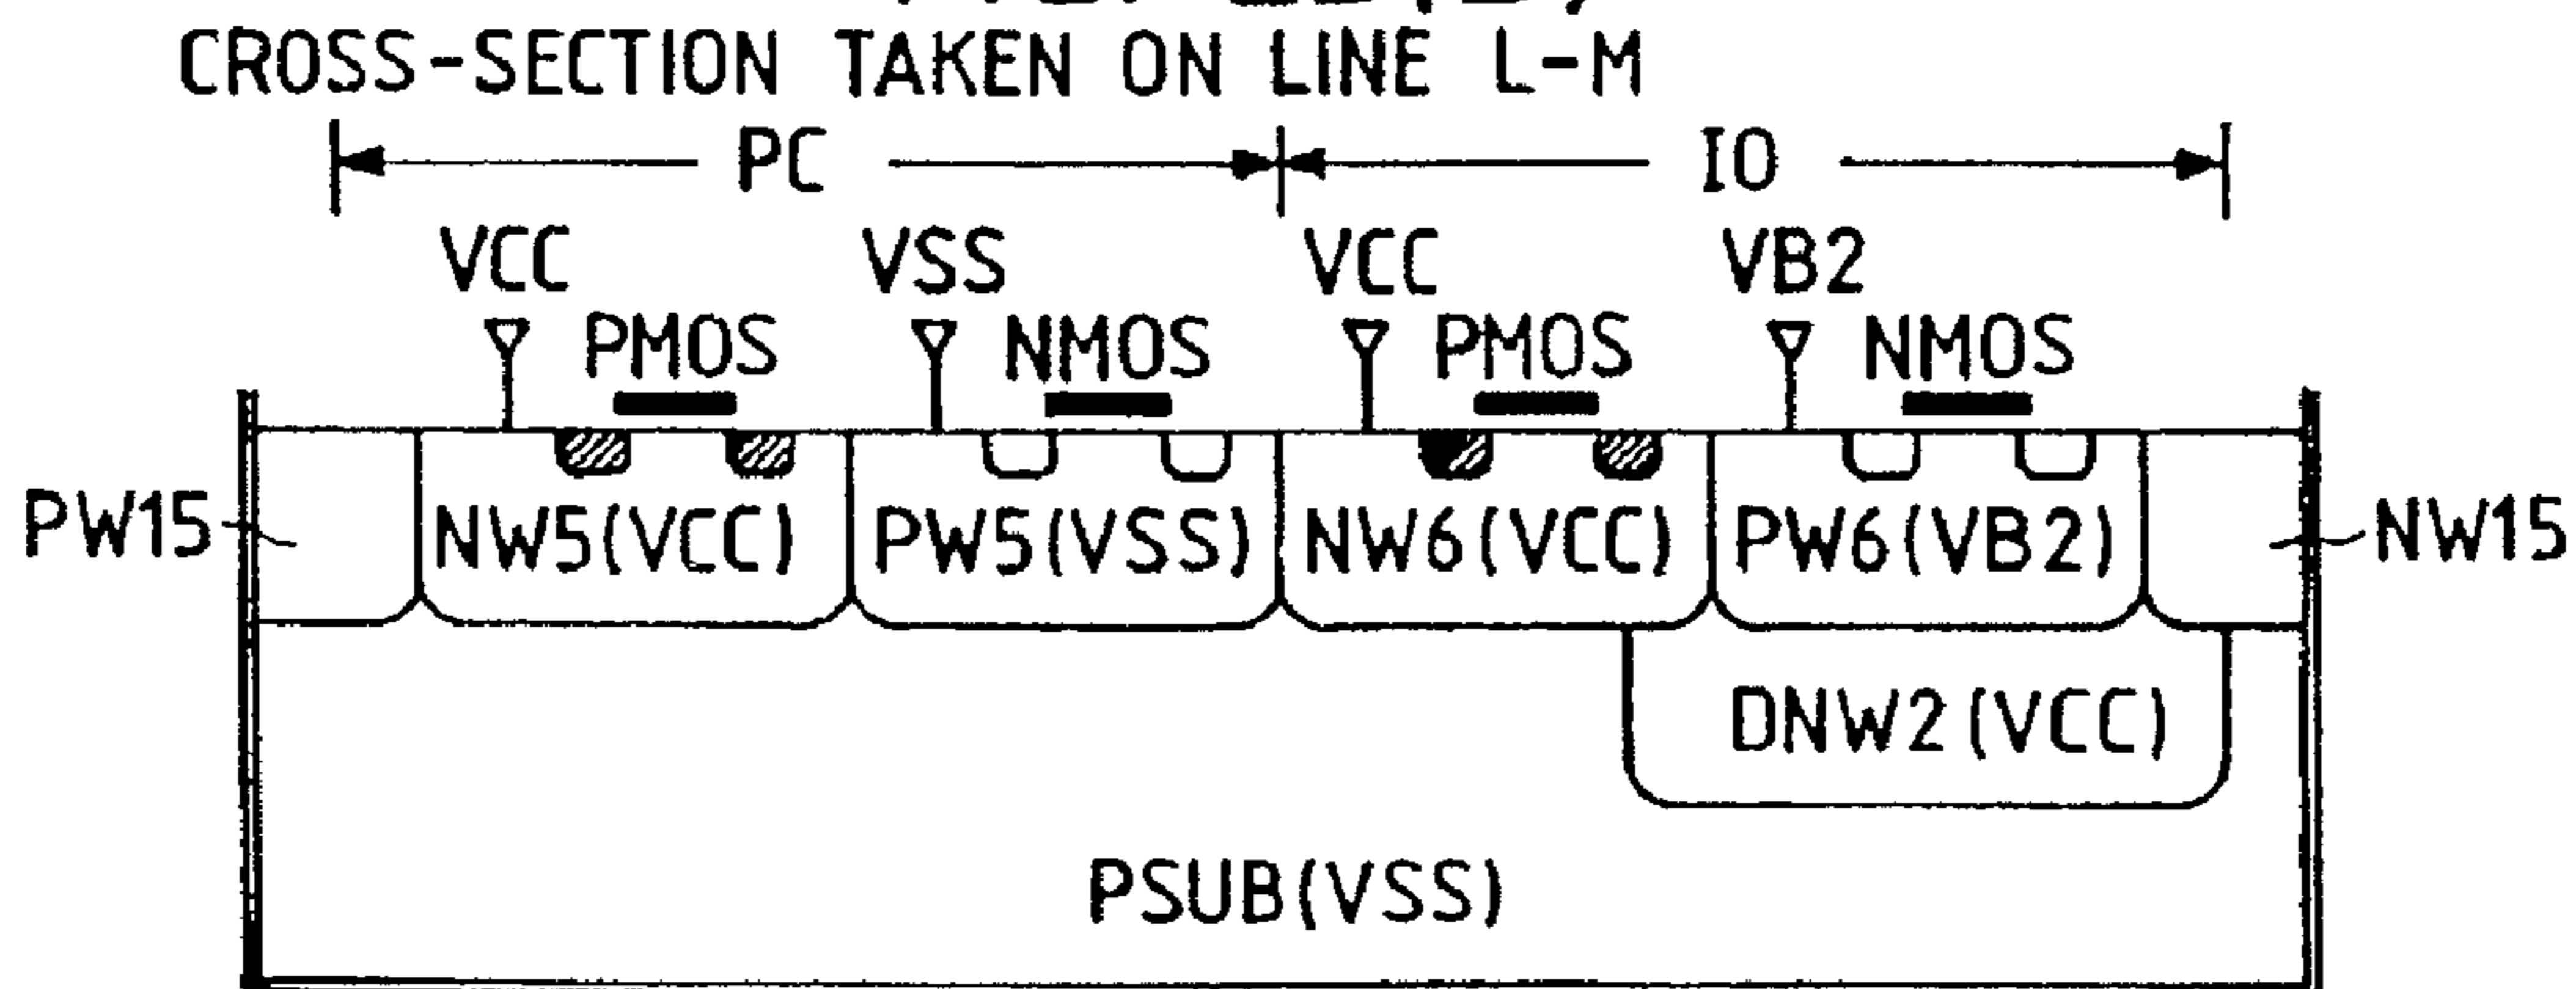 CROSS-SECTION TAKEN ON LINE L-M
PC IO
VCC VSS VCC VB2
PMOS NMOS PMOS NMOS
PW15 NW5(VCC) PW5(VSS) NW6(VCC) PW6(VB2) NW15
DNW2(VCC)
PSUB(VSS)